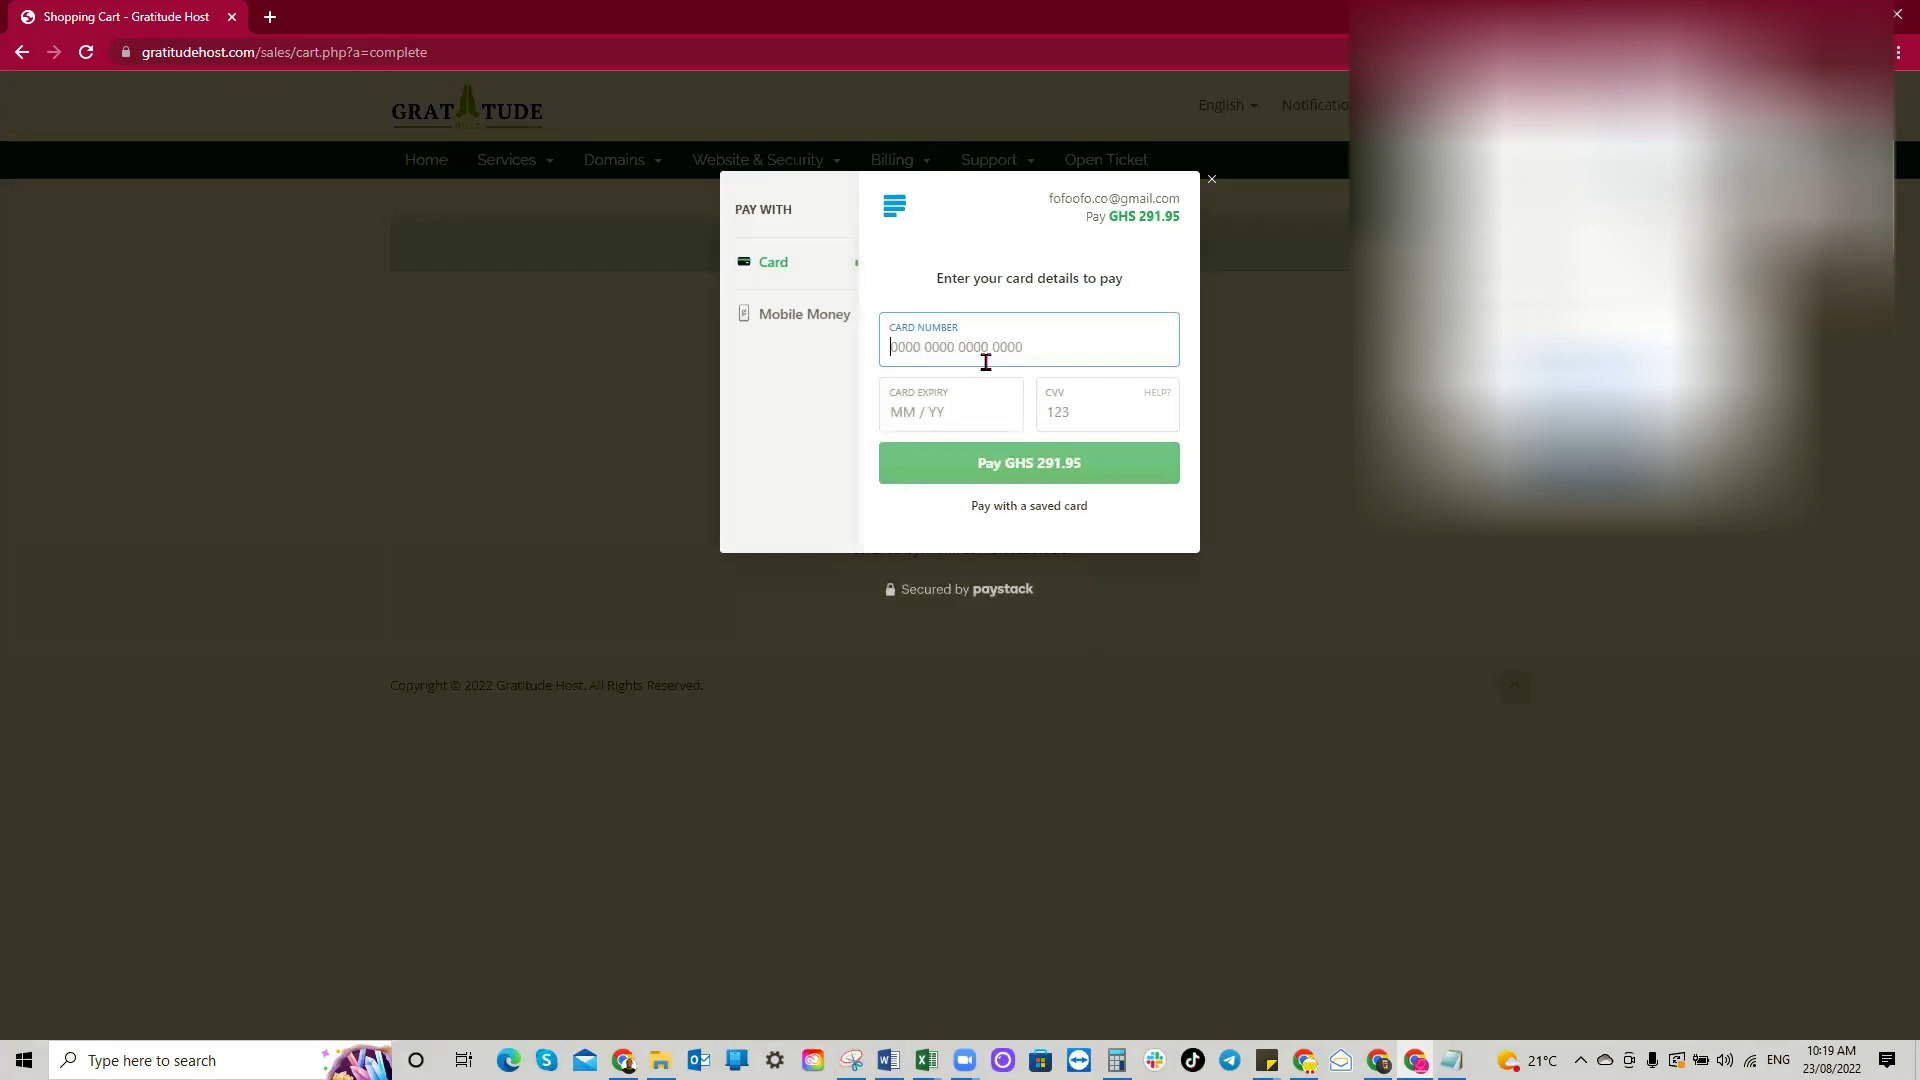 Shopping Cart - Gratitude Host
gratitudehost.com/sales/cart.php?a=complete
GRAT TUDE
English
Notificatio
Home Services Domains Website & Security Billing Support Open Ticket
PAY WITH
Card
Mobile Money
fofoofo.co@gmail.com
Pay GHS 291.95
Enter your card details to pay
CARD NUMBER
0000 0000 0000 0000
CARD EXPIRY
MM / YY
CVV HELP?
123
Pay GHS 291.95
Pay with a saved card
Secured by paystack
Copyright © 2022 Gratitude Host. All Rights Reserved.
Type here to search
21°C
ENG
10:19 AM
23/08/2022